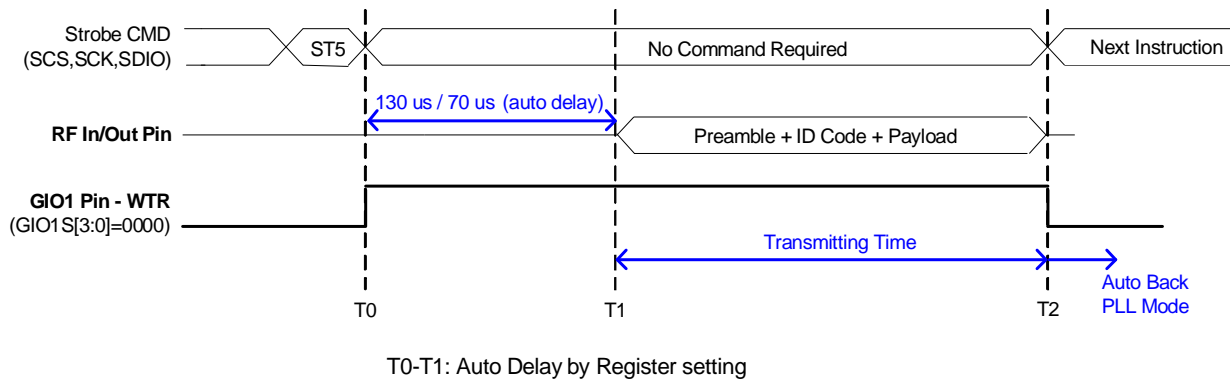 Strobe CMD
(SCS,SCK,SDIO)
ST5
No Command Required
Next Instruction
130 us / 70 us (auto delay)
RF In/Out Pin
Preamble + ID Code + Payload
GIO1 Pin - WTR
(GIO1S[3:0]=0000)
Transmitting Time
Auto Back
PLL Mode
T0
T1
T2
T0-T1: Auto Delay by Register setting